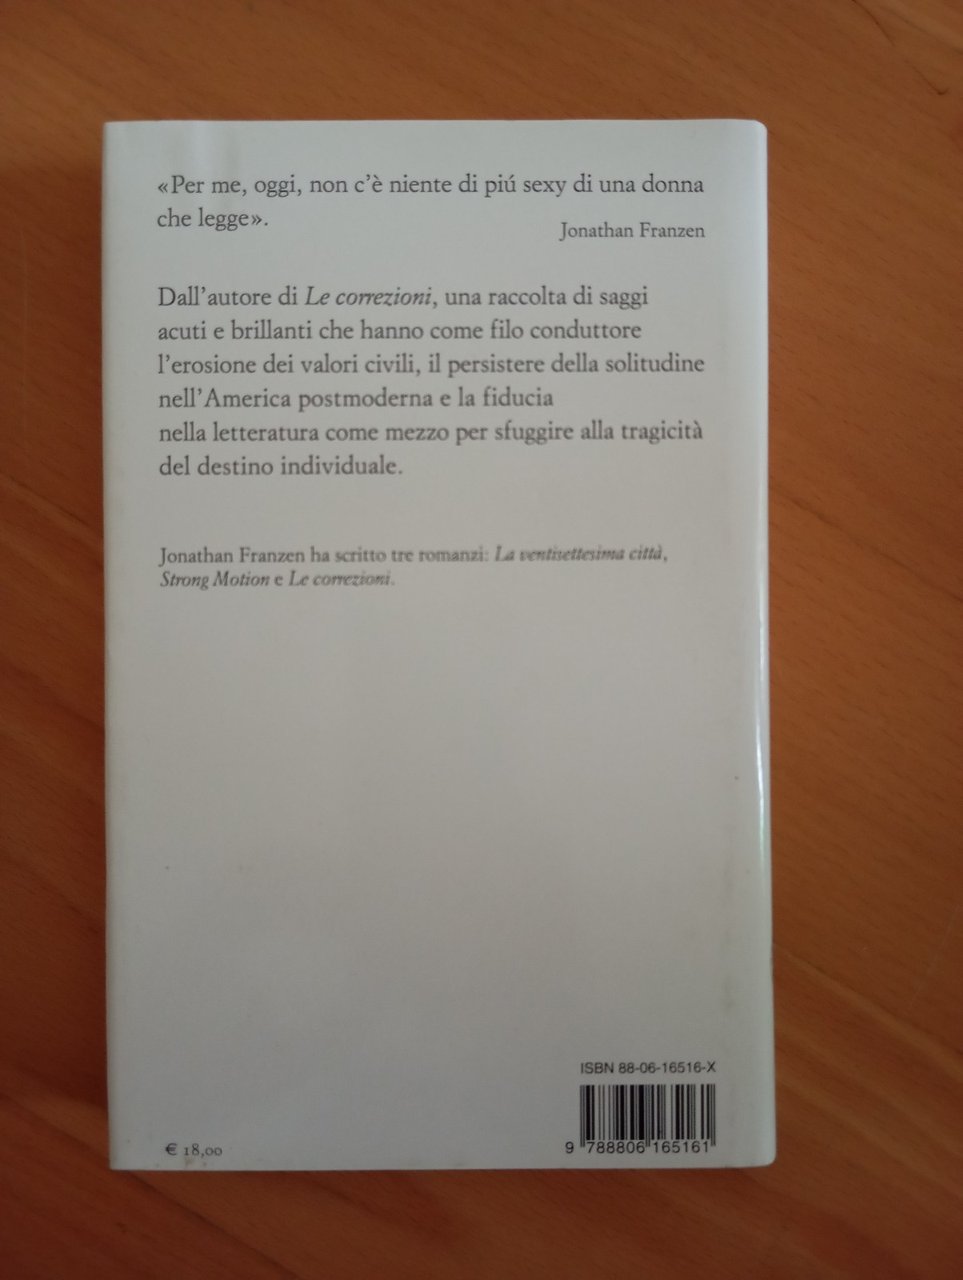 «Per me, oggi, non c'è niente di piú sexy di una donna
che legge».
Jonathan Franzen
Dall'autore di Le correzioni, una raccolta di saggi
acuti e brillanti che hanno come filo conduttore
l'erosione dei valori civili, il persistere della solitudine
nell'America postmoderna e la fiducia
nella letteratura come mezzo per sfuggire alla tragicità
del destino individuale.
Jonathan Franzen ha scritto tre romanzi: La ventisettesima città,
Strong Motion e Le correzioni.
ISBN 88-06-16516-X
9 788806 165161
€ 18,00